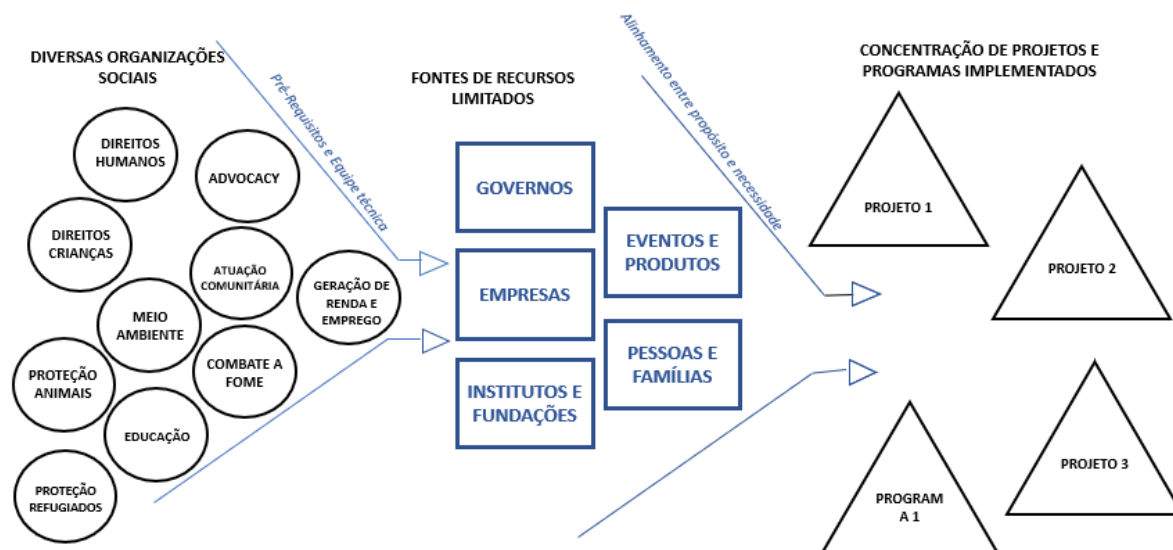 DIVERSAS ORGANIZAÇÕES
SOCIAIS
DIREITOS
HUMANOS
ADVOCACY
DIREITOS
CRIANÇAS
ATUAÇÃO
COMUNITÁRIA
GERAÇÃO DE
RENDA E
EMPREGO
MEIO
AMBIENTE
PROTEÇÃO
ANIMAIS
COMBATE A
FOME
EDUCAÇÃO
PROTEÇÃO
REFUGIADOS
Pré-Requisitos e Equipe técnica
FONTES DE RECURSOS
LIMITADOS
GOVERNOS
EMPRESAS
INSTITUTOS E
FUNDAÇÕES
EVENTOS E
PRODUTOS
PESSOAS E
FAMÍLIAS
Alinhamento entre propósito e necessidade
CONCENTRAÇÃO DE PROJETOS E
PROGRAMAS IMPLEMENTADOS
PROJETO 1
PROJETO 2
PROJETO 3
PROGRAM
A 1